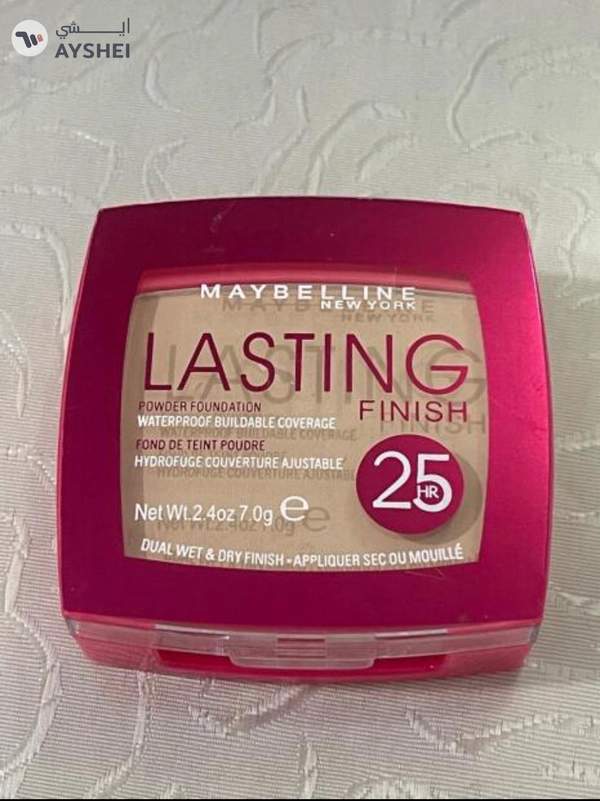 ايشي
AYSHEI
MAYBELLINE
NEW YORK
LASTING
FINISH
POWDER FOUNDATION
WATERPROOF BUILDABLE COVERAGE
FOND DE TEINT POUDRE
HYDROFUGE COUVERTURE AJUSTABLE
25
HR
Net Wt.2.4oz 7.0g e
DUAL WET & DRY FINISH-APPLIQUER SEC OU MOUILLÉ